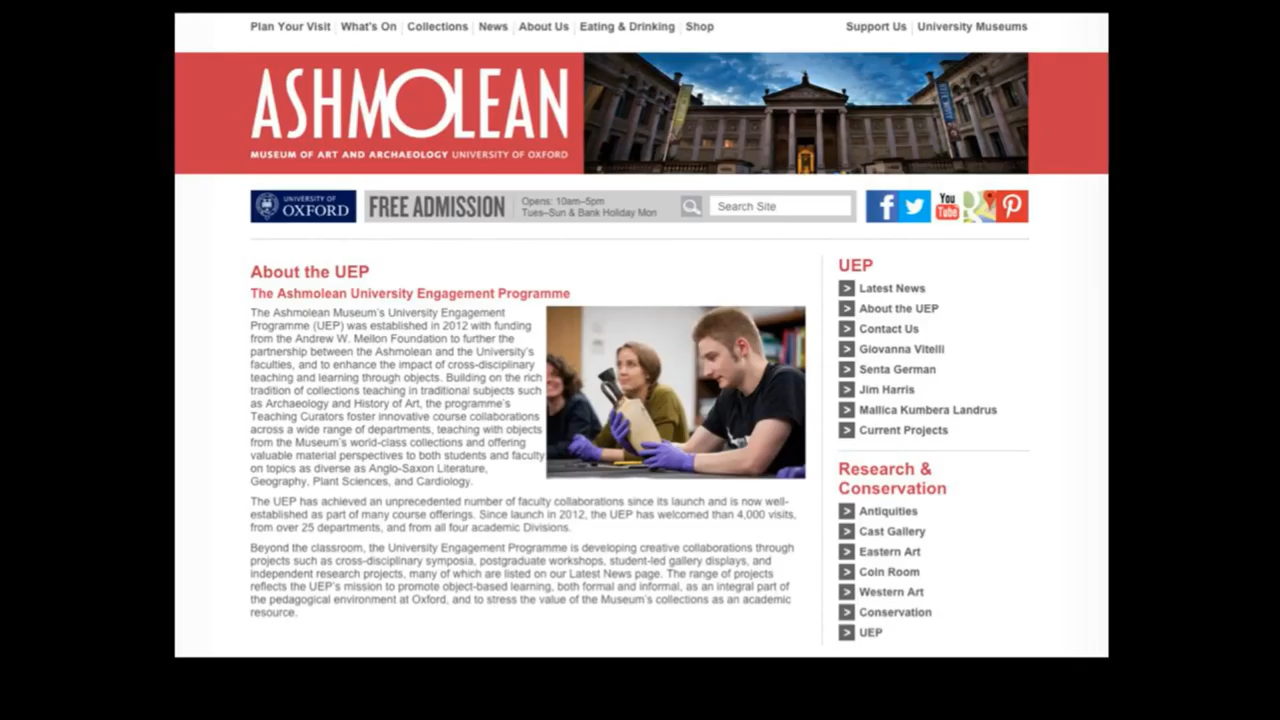 Plan Your Visit What's On Collections News About Us Eating & Drinking Shop Support Us University Museums
ASHMOLEAN
MUSEUM OF ART AND ARCHAEOLOGY UNIVERSITY OF OXFORD
UNIVERSITY OF
OXFORD
FREE ADMISSION
Opens: 10am–5pm
Tues–Sun & Bank Holiday Mon
Search Site
f
You
Tube
About the UEP
The Ashmolean University Engagement Programme
The Ashmolean Museum's University Engagement
Programme (UEP) was established in 2012 with funding
from the Andrew W. Mellon Foundation to further the
partnership between the Ashmolean and the University's
faculties, and to enhance the impact of cross-disciplinary
teaching and learning through objects. Building on the rich
tradition of collections teaching in traditional subjects such
as Archaeology and History of Art, the programme's
Teaching Curators foster innovative course collaborations
across a wide range of departments, teaching with objects
from the Museum's world-class collections and offering
valuable material perspectives to both students and faculty
on topics as diverse as Anglo-Saxon Literature,
Geography, Plant Sciences, and Cardiology.
The UEP has achieved an unprecedented number of faculty collaborations since its launch and is now well-
established as part of many course offerings. Since launch in 2012, the UEP has welcomed than 4,000 visits,
from over 25 departments, and from all four academic Divisions.
Beyond the classroom, the University Engagement Programme is developing creative collaborations through
projects such as cross-disciplinary symposia, postgraduate workshops, student-led gallery displays, and
independent research projects, many of which are listed on our Latest News page. The range of projects
reflects the UEP's mission to promote object-based learning, both formal and informal, as an integral part of
the pedagogical environment at Oxford, and to stress the value of the Museum's collections as an academic
resource.
UEP
Latest News
About the UEP
Contact Us
Giovanna Vitelli
Senta German
Jim Harris
Mallica Kumbera Landrus
Current Projects
Research &
Conservation
Antiquities
Cast Gallery
Eastern Art
Coin Room
Western Art
Conservation
UEP